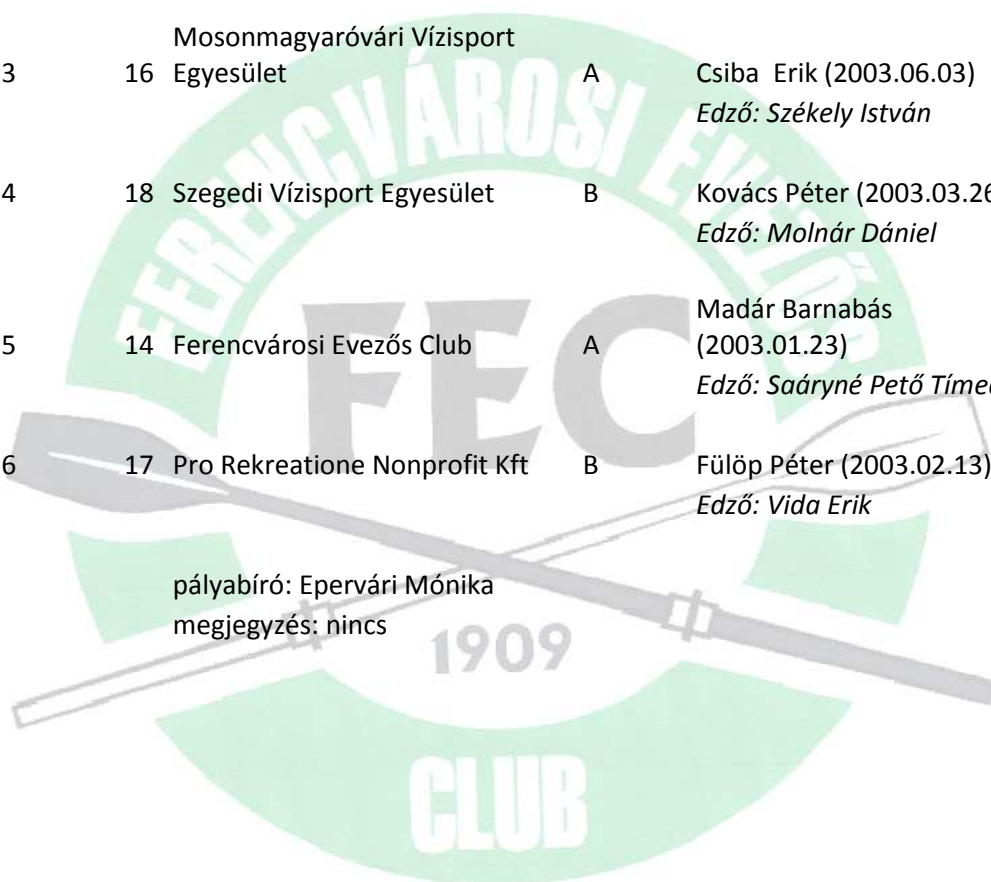 Mosonmagyaróvári Vízisport
3 16 Egyesület A Csiba Erik (2003.06.03)
Edző: Székely István
4 18 Szegedi Vízisport Egyesület B Kovács Péter (2003.03.26
Edző: Molnár Dániel
Madár Barnabás
5 14 Ferencvárosi Evezős Club A (2003.01.23)
Edző: Saáryné Pető Tímea
6 17 Pro Rekreatione Nonprofit Kft B Fülöp Péter (2003.02.13)
Edző: Vida Erik
pályabíró: Epervári Mónika
megjegyzés: nincs
FERENCVÁROSI EVEZŐS
FEC
1909
CLUB